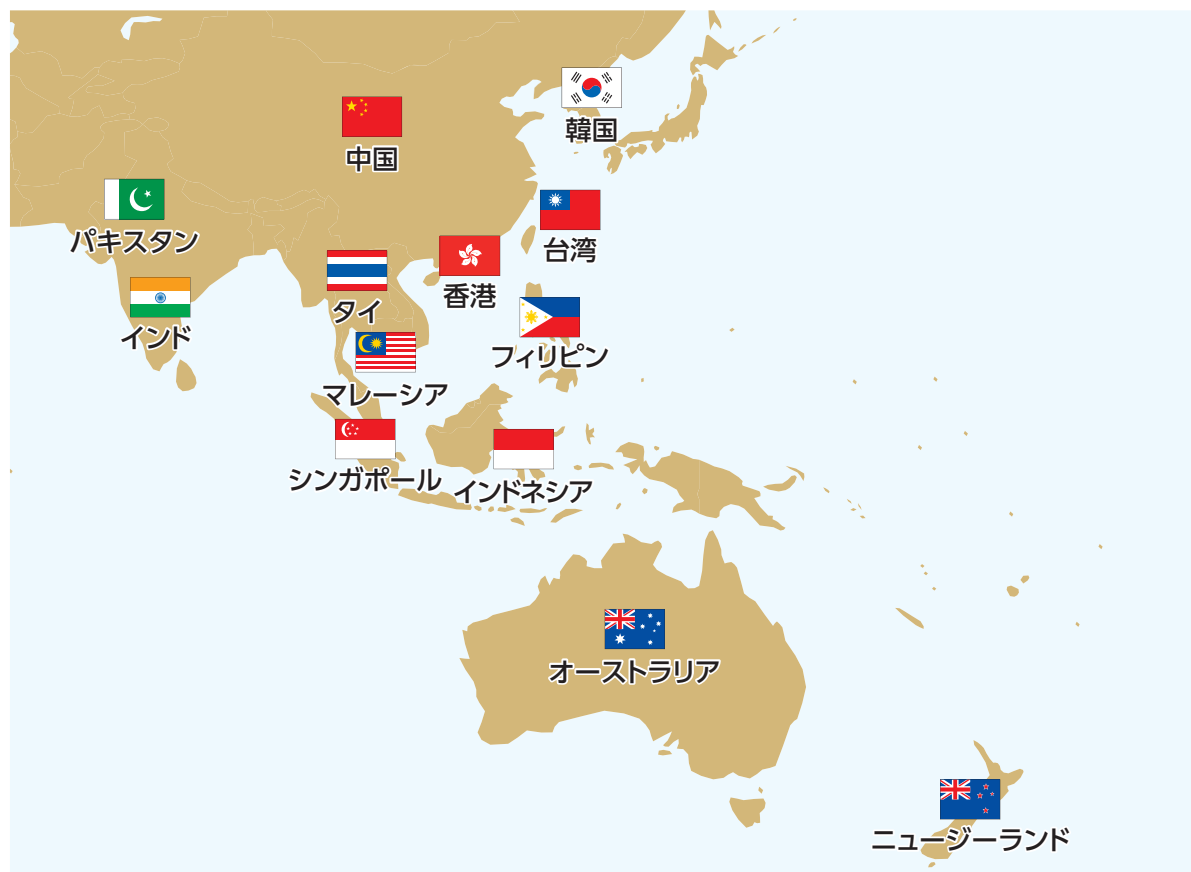 韓国
中国
パキスタン
台湾
香港
タイ
インド
フィリピン
マレーシア
シンガポール
インドネシア
オーストラリア
ニュージーランド